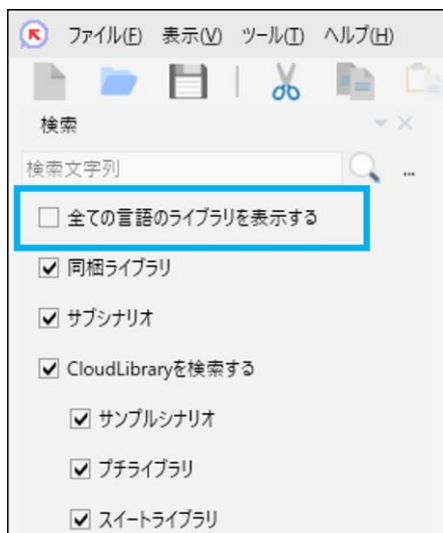 ファイル(F) 表示(V) ツール(T) ヘルプ(H)
検索
検索文字列 ...
全ての言語のライブラリを表示する
同梱ライブラリ
サブシナリオ
CloudLibraryを検索する
サンプルシナリオ
プチライブラリ
スイートライブラリ